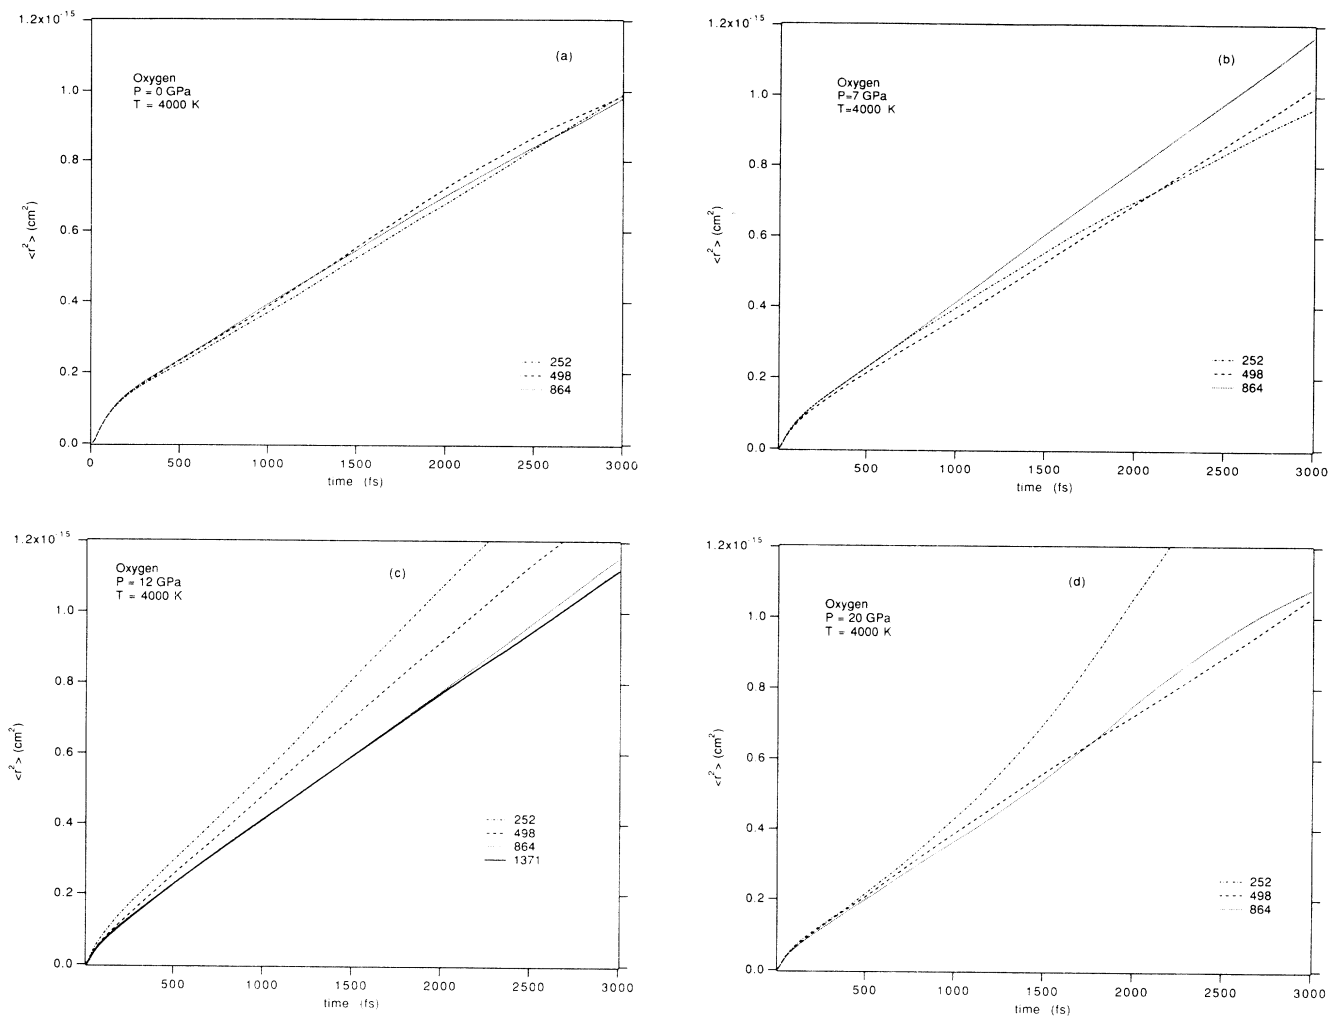 1.2x10⁻¹⁵
(a)
Oxygen
P = 0 GPa
T = 4000 K
1.0
0.8
<r²> (cm²)
0.6
0.4
252
498
864
0.2
0.0
0 500 1000 1500 2000 2500 3000
time (fs)
1.2x10⁻¹⁵
(b)
Oxygen
P=7 GPa
T=4000 K
1.0
0.8
<r²> (cm²)
0.6
0.4
252
498
864
0.2
0.0
500 1000 1500 2000 2500 3000
time (fs)
1.2x10⁻¹⁵
(c)
Oxygen
P = 12 GPa
T = 4000 K
1.0
0.8
<r²> (cm²)
0.6
0.4
252
498
864
1371
0.2
0.0
500 1000 1500 2000 2500 3000
time (fs)
1.2x10⁻¹⁵
(d)
Oxygen
P = 20 GPa
T = 4000 K
1.0
0.8
<r²> (cm²)
0.6
0.4
252
498
864
0.2
0.0
500 1000 1500 2000 2500 3000
time (fs)